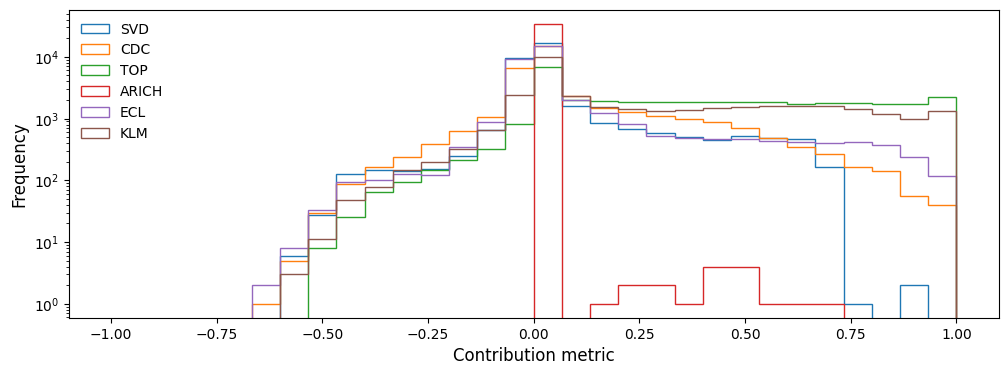 SVD
CDC
TOP
ARICH
ECL
KLM
Frequency
10⁴
10³
10²
10¹
10⁰
−1.00 −0.75 −0.50 −0.25 0.00 0.25 0.50 0.75 1.00
Contribution metric